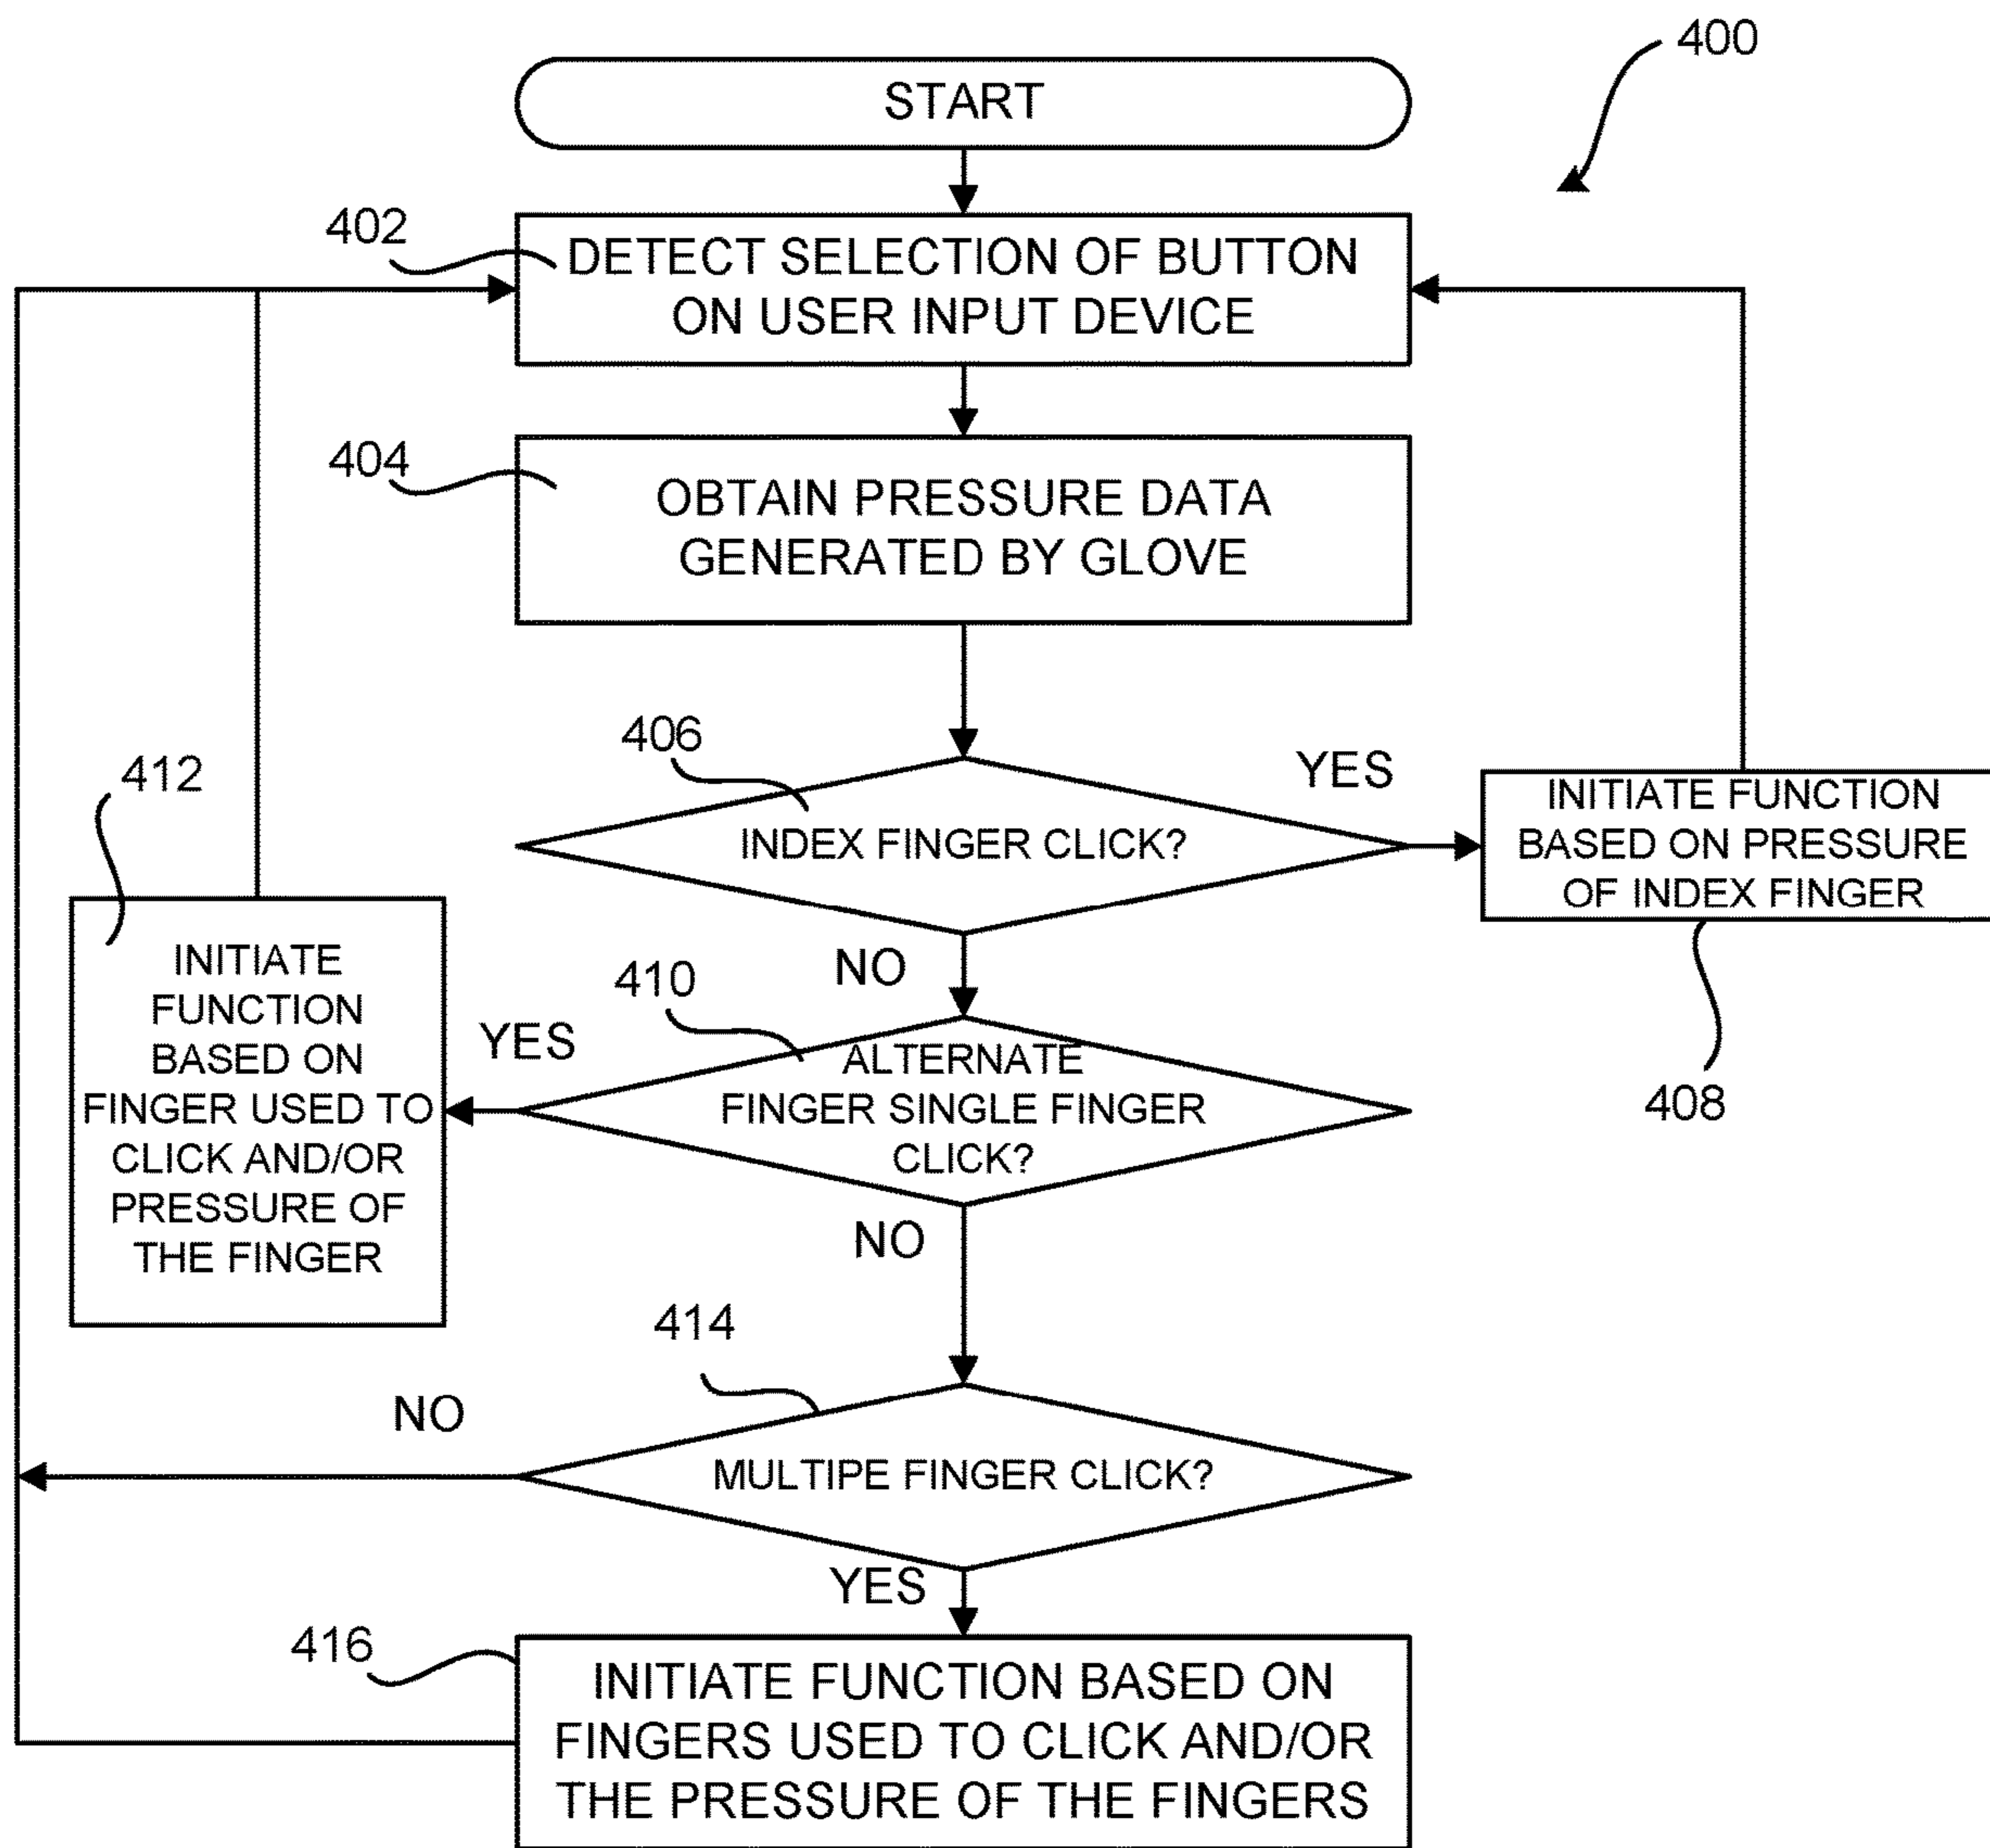 400
START
402
DETECT SELECTION OF BUTTON
ON USER INPUT DEVICE
404
OBTAIN PRESSURE DATA
GENERATED BY GLOVE
406
INDEX FINGER CLICK?
YES
INITIATE FUNCTION
BASED ON PRESSURE
OF INDEX FINGER
408
NO
410
ALTERNATE
FINGER SINGLE FINGER
CLICK?
YES
412
INITIATE
FUNCTION
BASED ON
FINGER USED TO
CLICK AND/OR
PRESSURE OF
THE FINGER
NO
414
MULTIPE FINGER CLICK?
NO
YES
416
INITIATE FUNCTION BASED ON
FINGERS USED TO CLICK AND/OR
THE PRESSURE OF THE FINGERS